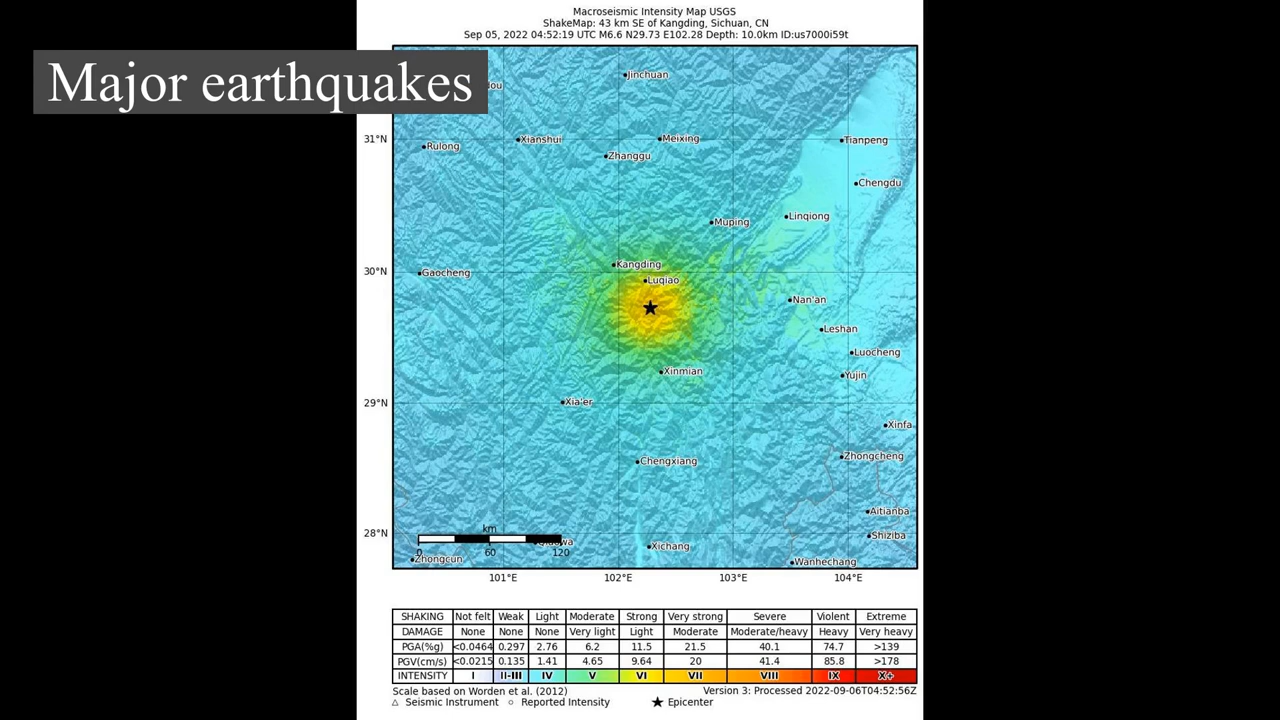 Macroseismic Intensity Map USGS
ShakeMap: 43 km SE of Kangding, Sichuan, CN
Sep 05, 2022 04:52:19 UTC M6.6 N29.73 E102.28 Depth: 10.0km ID:us7000i59t
Major earthquakes
Jinchuan
31°N
Xianshui
Meixing
Tianpeng
Rulong
Zhanggu
Chengdu
Linqiong
Muping
Kangding
30°N
Gaocheng
Luqiao
Nan'an
Leshan
Luocheng
Xinmian
Yujin
29°N
Xia'er
Xinfa
Zhongcheng
Chengxiang
Aitianba
km
28°N
Shiziba
Xichang
0 60 120
Zhongcun
Wanhechang
101°E 102°E 103°E 104°E
SHAKING Not felt Weak Light Moderate Strong Very strong Severe Violent Extreme
DAMAGE None None None Very light Light Moderate Moderate/heavy Heavy Very heavy
PGA(%g) <0.0464 0.297 2.76 6.2 11.5 21.5 40.1 74.7 >139
PGV(cm/s) <0.0215 0.135 1.41 4.65 9.64 20 41.4 85.8 >178
INTENSITY I II-III IV V VI VII VIII IX X+
Scale based on Worden et al. (2012) Version 3: Processed 2022-09-06T04:52:56Z
△ Seismic Instrument ○ Reported Intensity ★ Epicenter